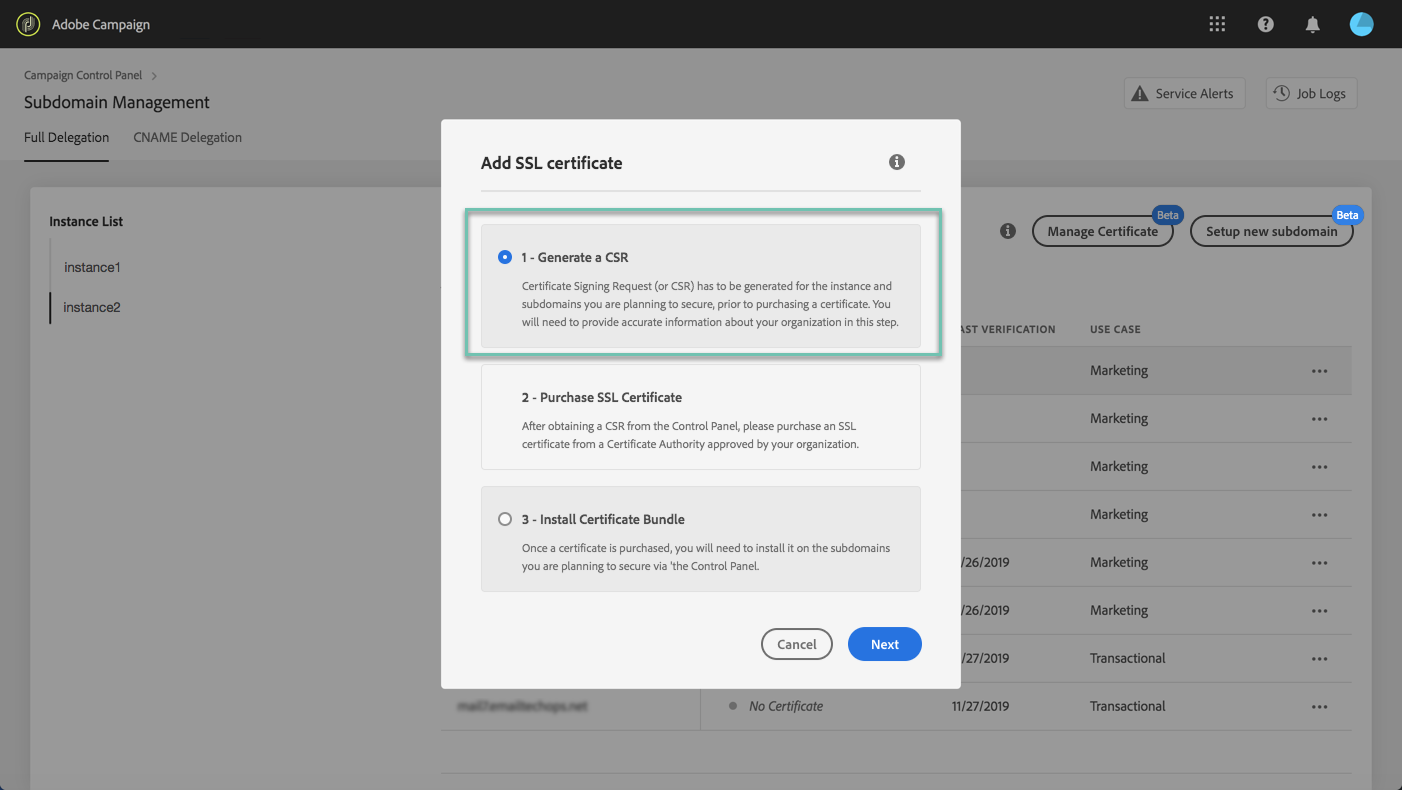 Adobe Campaign
Campaign Control Panel
Subdomain Management
Service Alerts
Job Logs
Full Delegation
CNAME Delegation
Instance List
instance1
instance2
Beta
Manage Certificate
Beta
Setup new subdomain
Add SSL certificate
1 - Generate a CSR
Certificate Signing Request (or CSR) has to be generated for the instance and
subdomains you are planning to secure, prior to purchasing a certificate. You
will need to provide accurate information about your organization in this step.
2 - Purchase SSL Certificate
After obtaining a CSR from the Control Panel, please purchase an SSL
certificate from a Certificate Authority approved by your organization.
3 - Install Certificate Bundle
Once a certificate is purchased, you will need to install it on the subdomains
you are planning to secure via 'the Control Panel.
Cancel
Next
VERIFICATION
USE CASE
Marketing
Marketing
Marketing
Marketing
/26/2019
Marketing
/26/2019
Marketing
/27/2019
Transactional
No Certificate
11/27/2019
Transactional